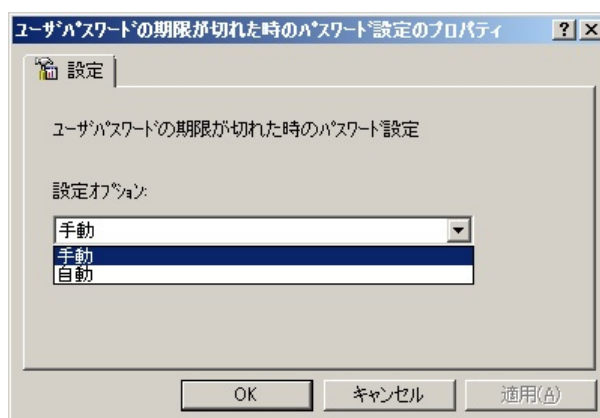 ユーザパスワードの期限が切れた時のパスワード設定のプロパティ
設定
ユーザパスワードの期限が切れた時のパスワード設定
設定オプション:
手動
手動
自動
OK キャンセル 適用(A)